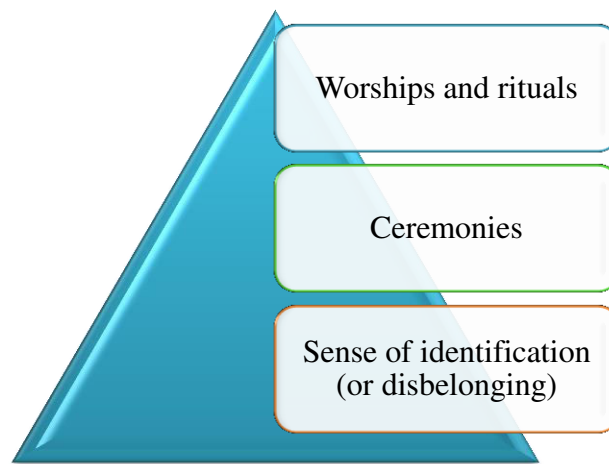 Worships and rituals
Ceremonies
Sense of identification
(or disbelonging)